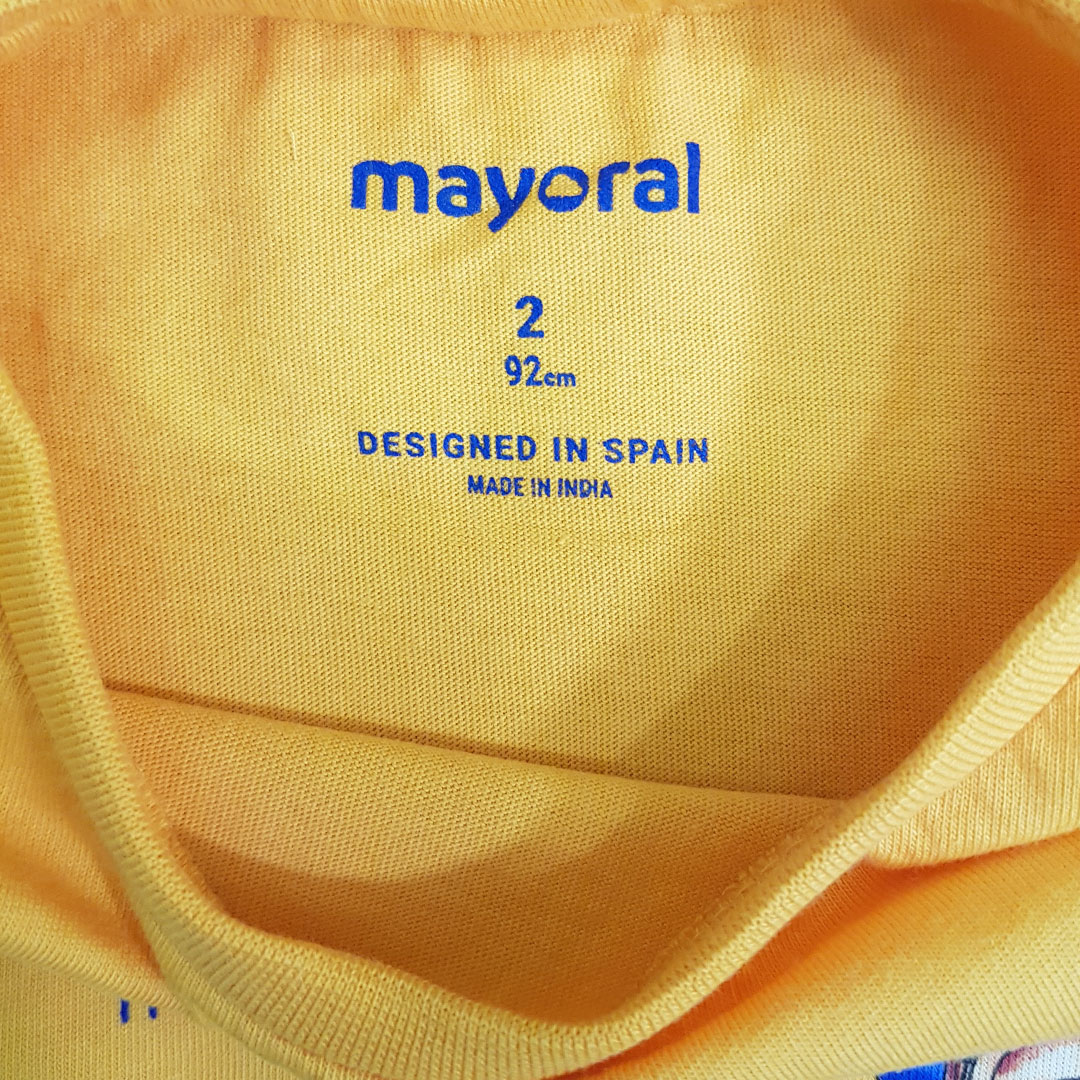 mayoral
2
92cm
DESIGNED IN SPAIN
MADE IN INDIA